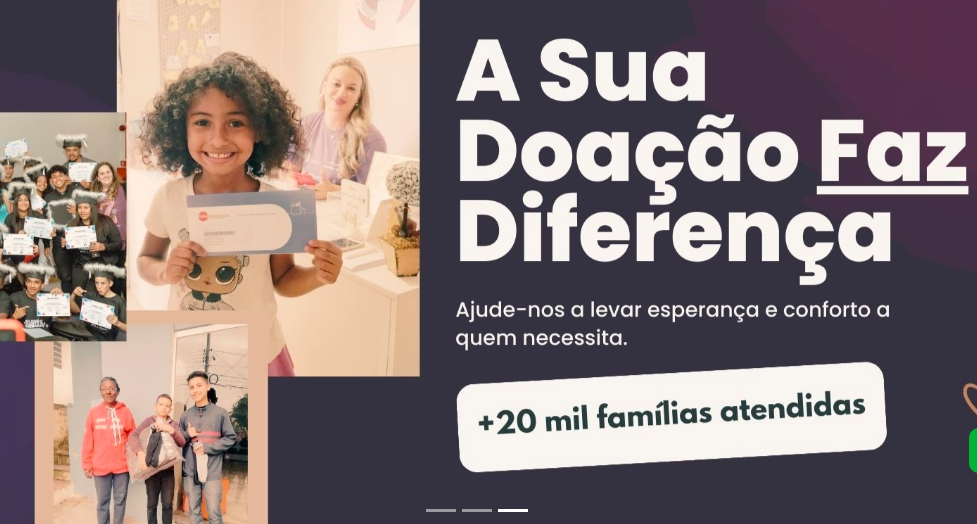 A Sua
Doação Faz
Diferença
Ajude-nos a levar esperança e conforto a
quem necessita.
+20 mil famílias atendidas